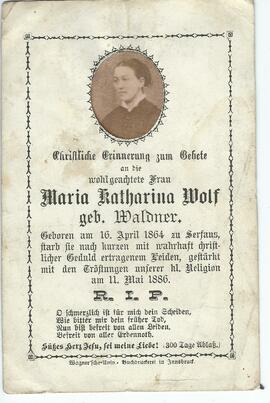 Christliche Erinnerung zum Gebete
an die
wohlgeachtete Frau
Maria Katharina Wolf
geb. Waldner.
Geboren am 16. April 1864 zu Serfaus,
starb sie nach kurzen mit wahrhaft christ-
licher Geduld ertragenem Leiden, gestärkt
mit den Tröstungen unserer hl. Religion
am 11. Mai 1886.
R. I. P.
O schmerzlich ist für mich dein Scheiden,
Wie bitter mir dein früher Tod,
Nun bist befreit von allen Leiden,
Befreit von aller Erdennoth.
Süßes Herz Jesu, sei meine Liebe! (300 Tage Ablaß.)
Wagner'sche Univ.-Buchdruckerei in Innsbruck.